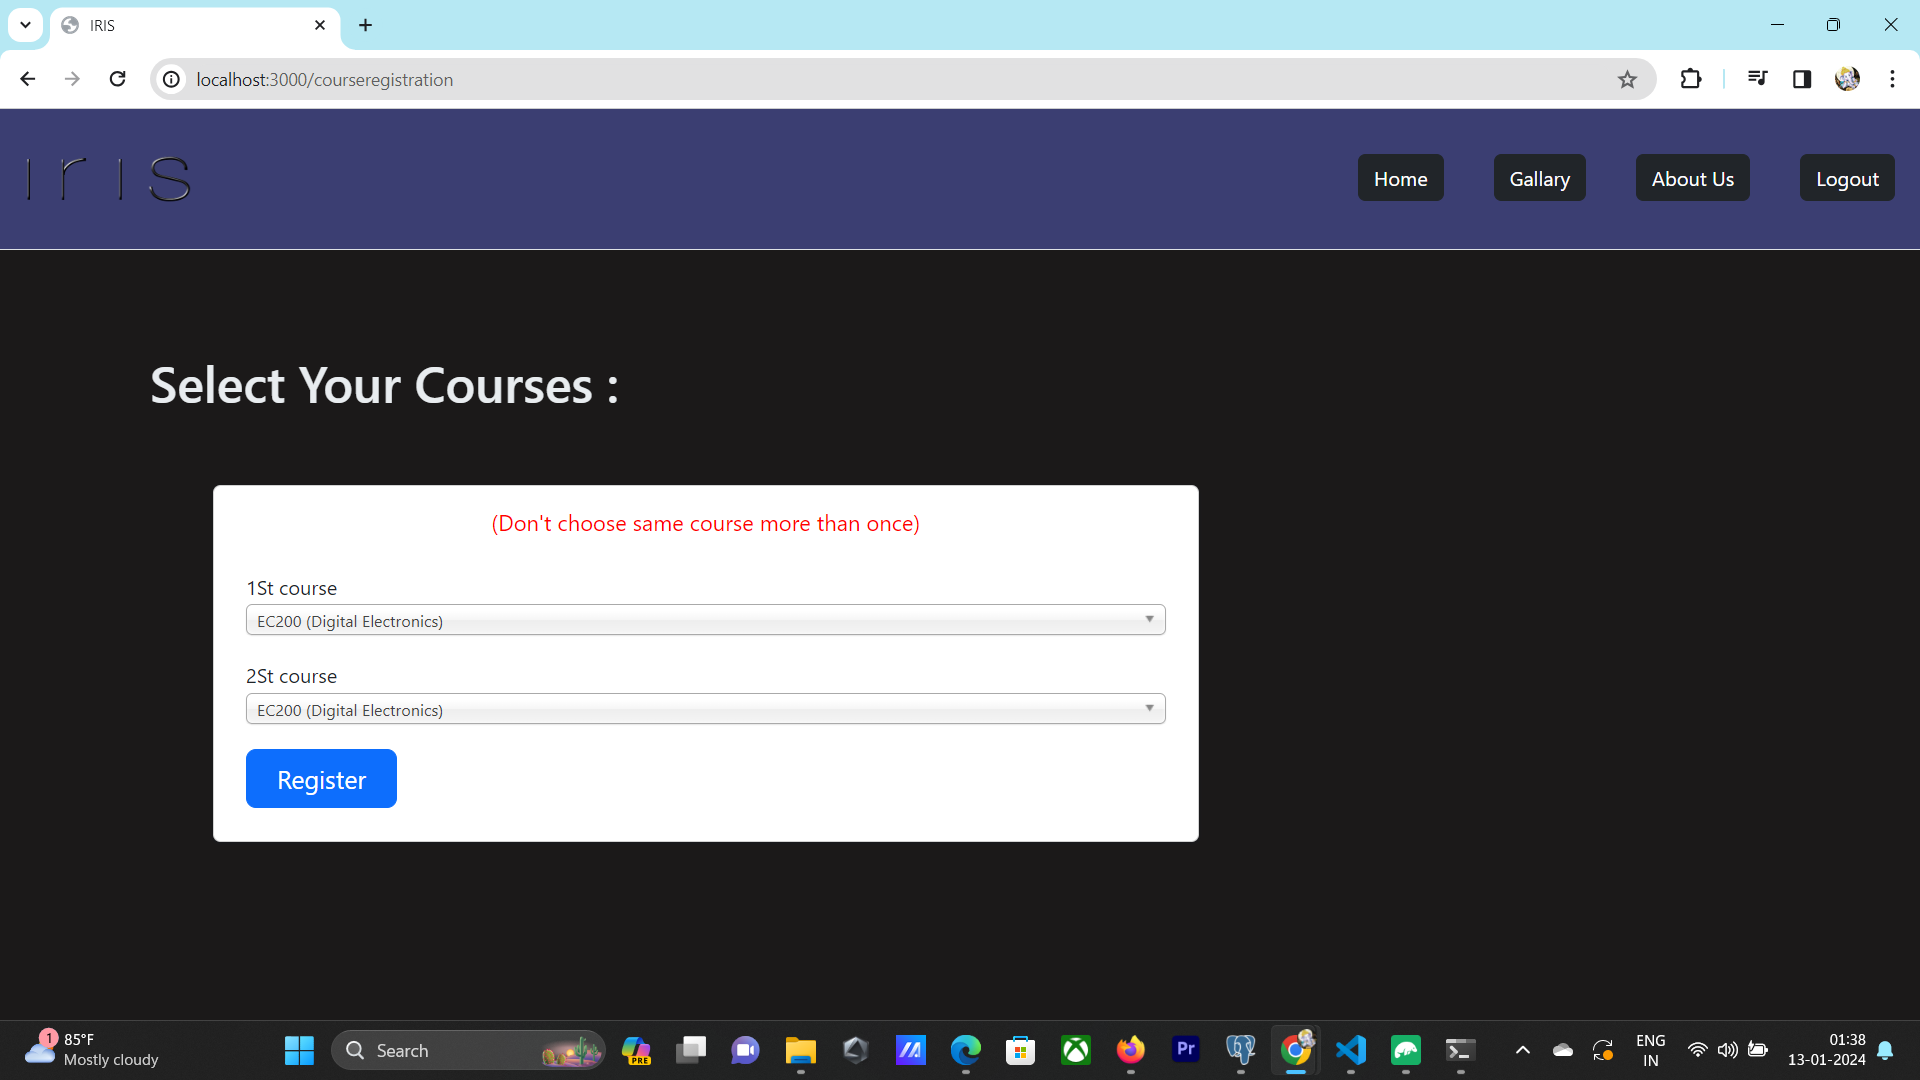 IRIS
localhost:3000/courseregistration
iris
Home
Gallary
About Us
Logout
Select Your Courses :
(Don't choose same course more than once)
1St course
EC200 (Digital Electronics)
2St course
EC200 (Digital Electronics)
Register
1
85°F
Mostly cloudy
Search
PRE
Pr
ENG
IN
01:38
13-01-2024